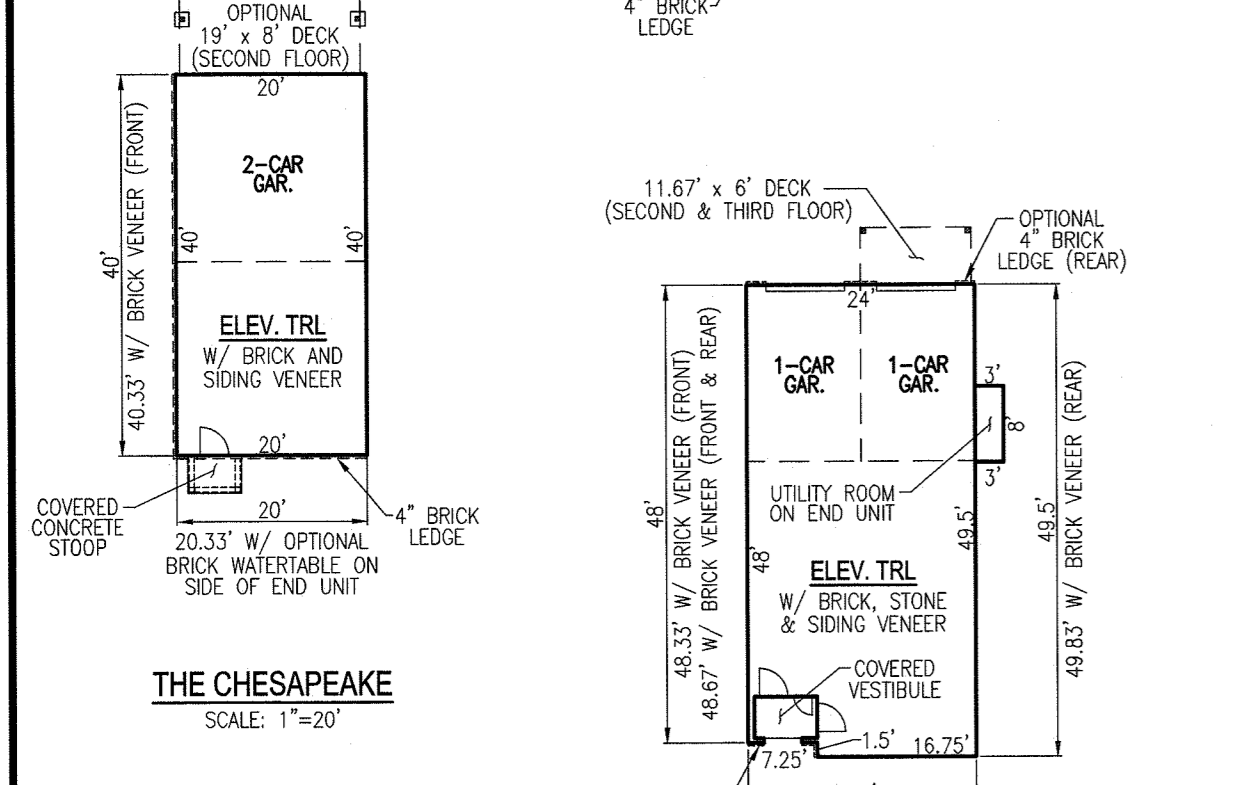 OPTIONAL
19' x 8' DECK
(SECOND FLOOR)
20'
2-CAR
GAR.
40'
40.33' W/ BRICK VENEER (FRONT)
40'
40'
ELEV. TRL
W/ BRICK AND
SIDING VENEER
20'
COVERED
CONCRETE
STOOP
20'
4" BRICK
LEDGE
20.33' W/ OPTIONAL
BRICK WATERTABLE ON
SIDE OF END UNIT
THE CHESAPEAKE
SCALE: 1"=20'
4" BRICK
LEDGE
11.67' x 6' DECK
(SECOND & THIRD FLOOR)
OPTIONAL
4" BRICK
LEDGE (REAR)
24'
1-CAR
GAR.
1-CAR
GAR.
3'
8'
3'
UTILITY ROOM
ON END UNIT
48'
48.33' W/ BRICK VENEER (FRONT)
48.67' W/ BRICK VENEER (FRONT & REAR)
48'
49.5'
49.5'
49.83' W/ BRICK VENEER (REAR)
ELEV. TRL
W/ BRICK, STONE
& SIDING VENEER
COVERED
VESTIBULE
1.5'
16.75'
7.25'